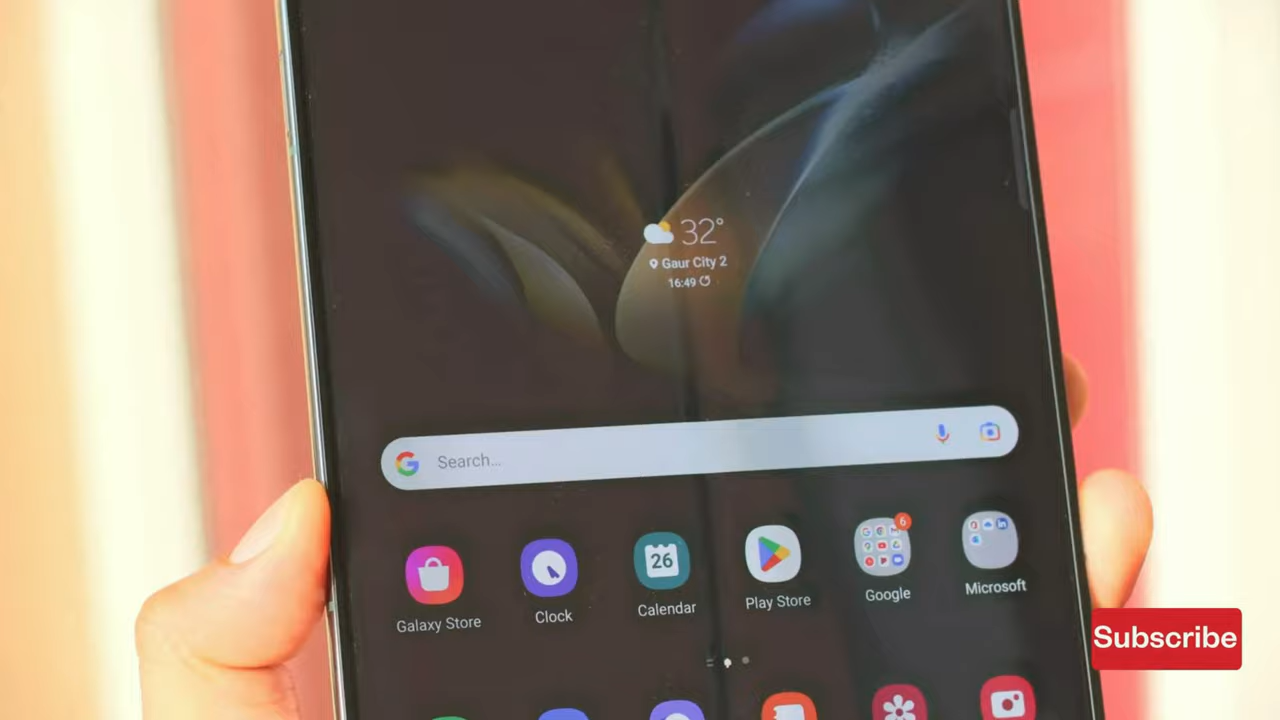 32°
Gaur City 2
16:49
Search...
26
6
Galaxy Store
Clock
Calendar
Play Store
Google
Microsoft
Subscribe